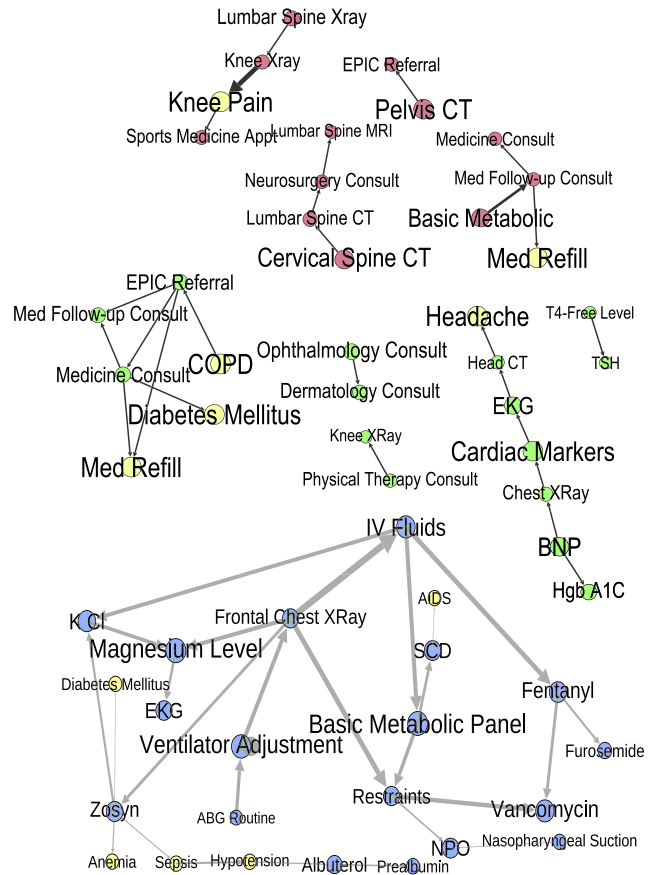 Lumbar Spine Xray
Knee Xray
EPIC Referral
Knee Pain
Pelvis CT
Sports Medicine Appt
Lumbar Spine MRI
Medicine Consult
Neurosurgery Consult
Med Follow-up Consult
Lumbar Spine CT
Basic Metabolic
Cervical Spine CT
Med Refill
EPIC Referral
Med Follow-up Consult
Headache
T4-Free Level
Ophthalmology Consult
COPD
Head CT
TSH
Medicine Consult
Dermatology Consult
Diabetes Mellitus
EKG
Knee XRay
Cardiac Markers
Med Refill
Physical Therapy Consult
Chest XRay
IV Fluids
BNP
Hgb A1C
AIDS
K Cl
Frontal Chest XRay
Magnesium Level
SCD
Diabetes Mellitus
Fentanyl
EKG
Basic Metabolic Panel
Ventilator Adjustment
Furosemide
Restraints
Zosyn
ABG Routine
Vancomycin
Nasopharyngeal Suction
NPO
Anemia
Sepsis
Hypotension
Albuterol
Prealbumin